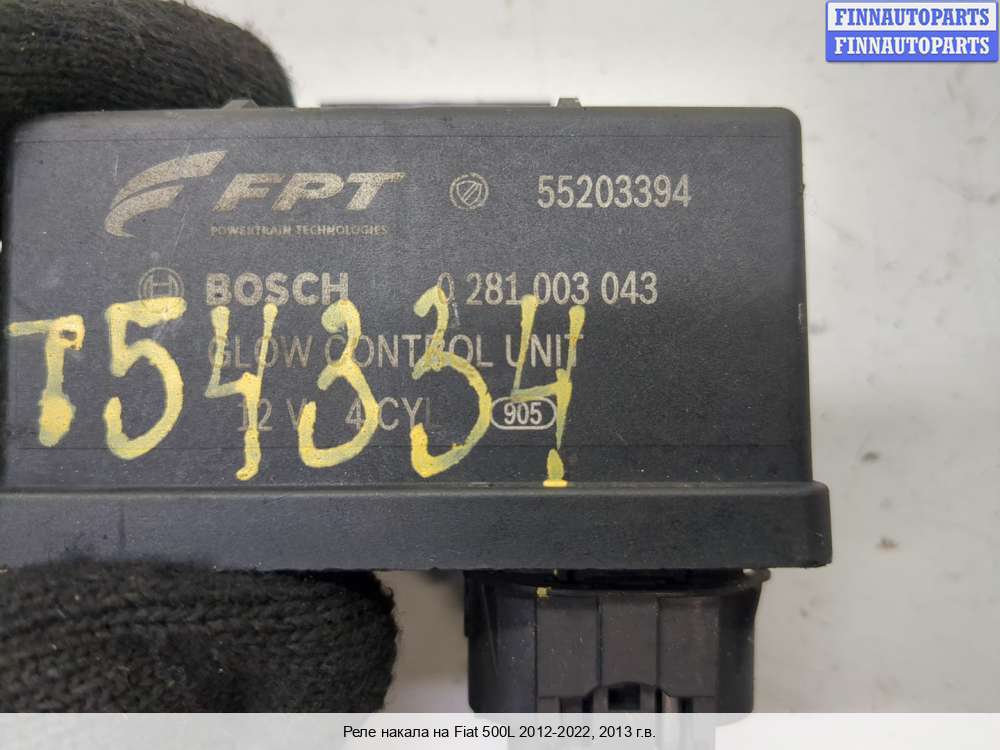 FINNAUTOPARTS
FINNAUTOPARTS
FPT 55203394
POWERTRAIN TECHNOLOGIES
BOSCH 0 281 003 043
GLOW CONTROL UNIT
T54334
12 V 4 CYL 905
Реле накала на Fiat 500L 2012-2022, 2013 г.в.